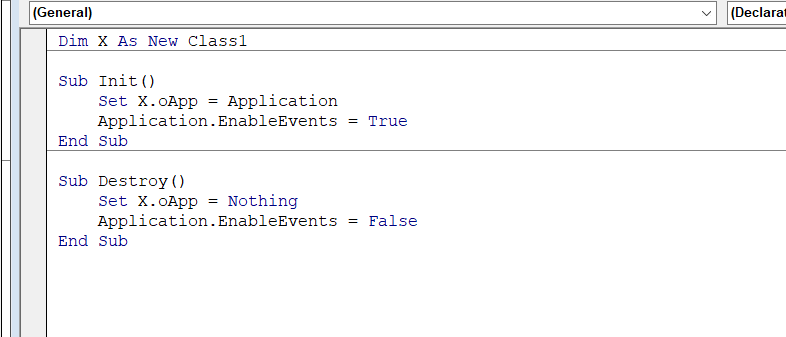 (General)
(Declarat
Dim X As New Class1
Sub Init()
Set X.oApp = Application
Application.EnableEvents = True
End Sub
Sub Destroy()
Set X.oApp = Nothing
Application.EnableEvents = False
End Sub